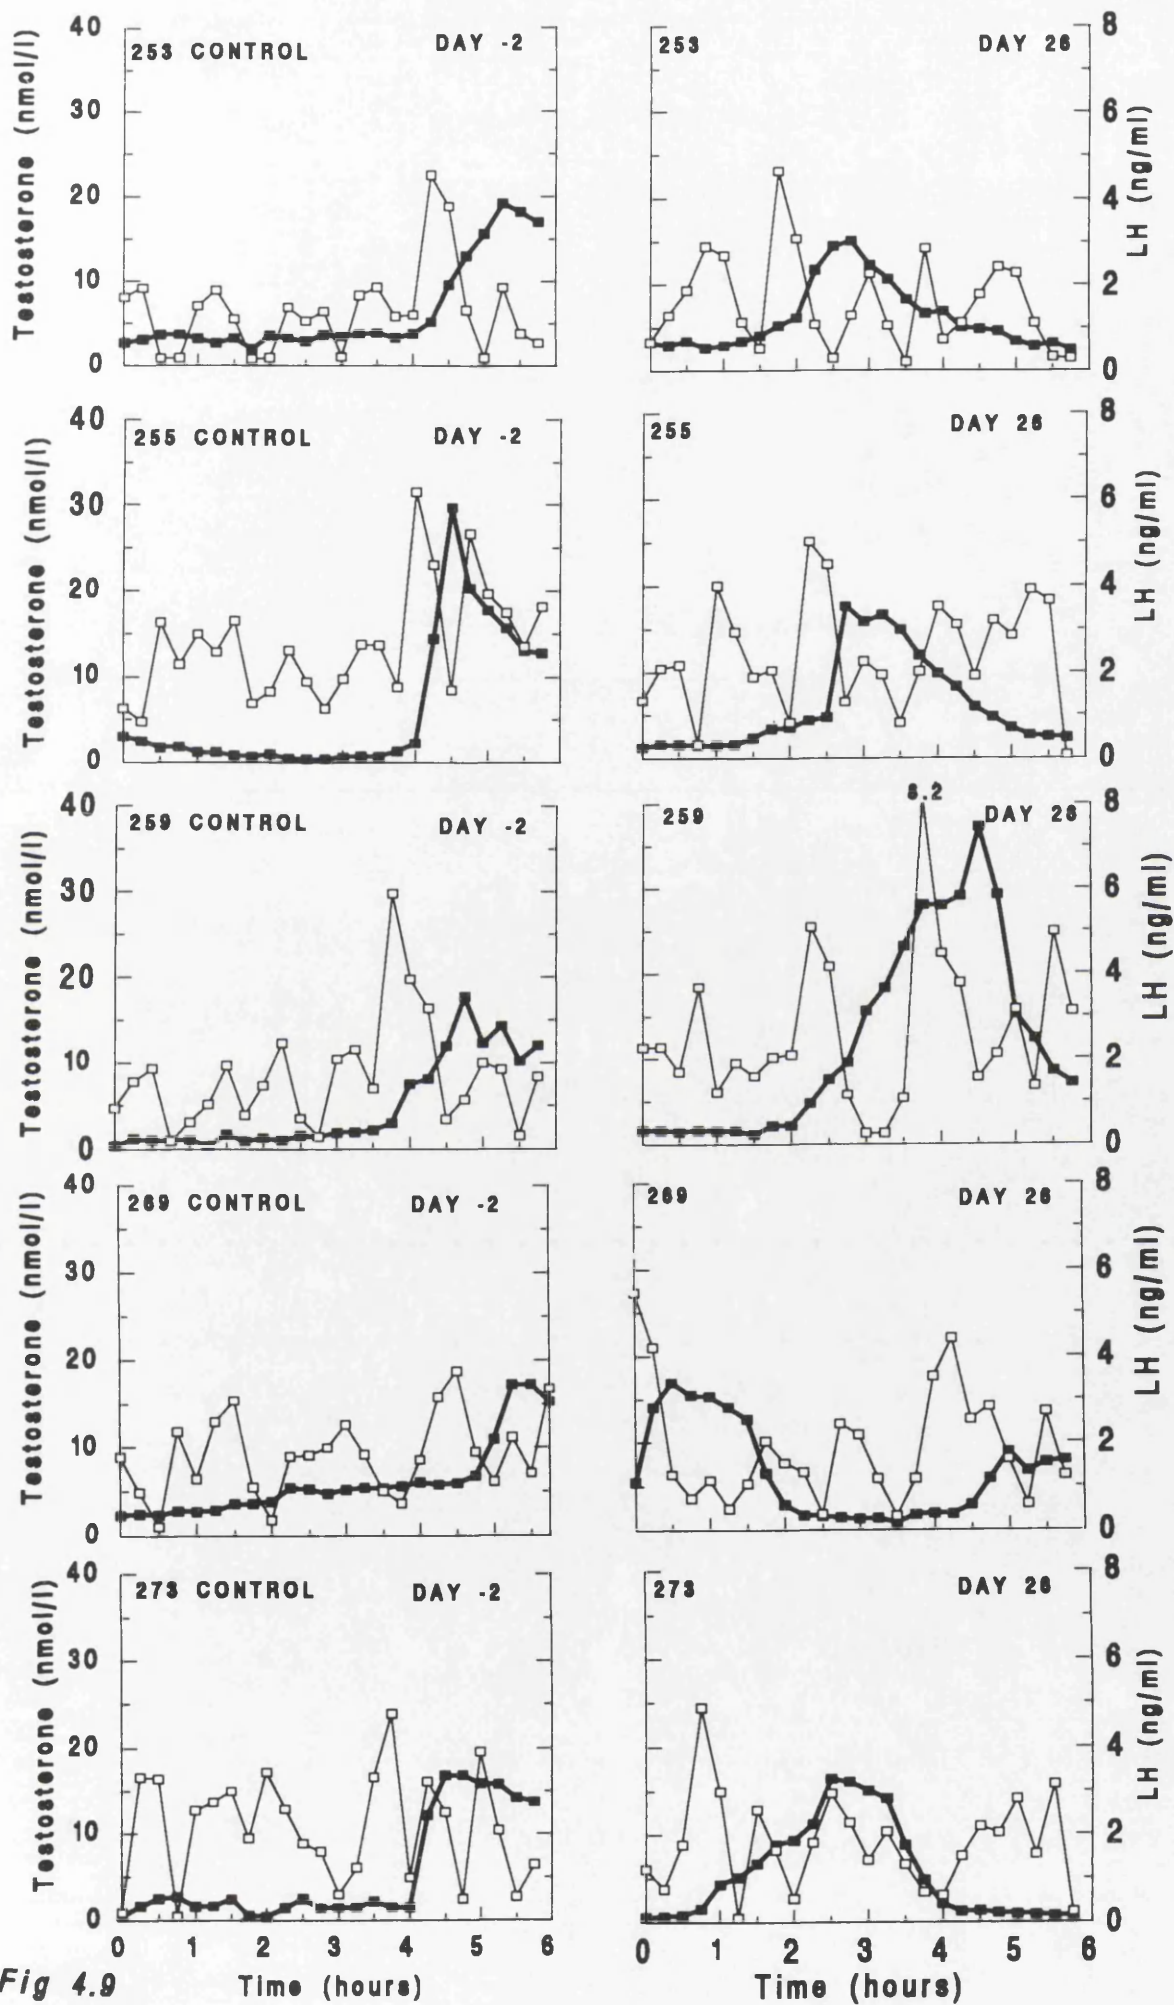 253 CONTROL DAY -2
253 DAY 26
Testosterone (nmol/l)
40
30
20
10
0
8
6
4
2
0
LH (ng/ml)
255 CONTROL DAY -2
255 DAY 26
Testosterone (nmol/l)
40
30
20
10
0
8
6
4
2
0
LH (ng/ml)
259 CONTROL DAY -2
259 DAY 26
8.2
Testosterone (nmol/l)
40
30
20
10
0
8
6
4
2
0
LH (ng/ml)
269 CONTROL DAY -2
269 DAY 26
Testosterone (nmol/l)
40
30
20
10
0
8
6
4
2
0
LH (ng/ml)
273 CONTROL DAY -2
273 DAY 26
Testosterone (nmol/l)
40
30
20
10
0
8
6
4
2
0
LH (ng/ml)
0 1 2 3 4 5 6
0 1 2 3 4 5 6
Fig 4.9 Time (hours) Time (hours)